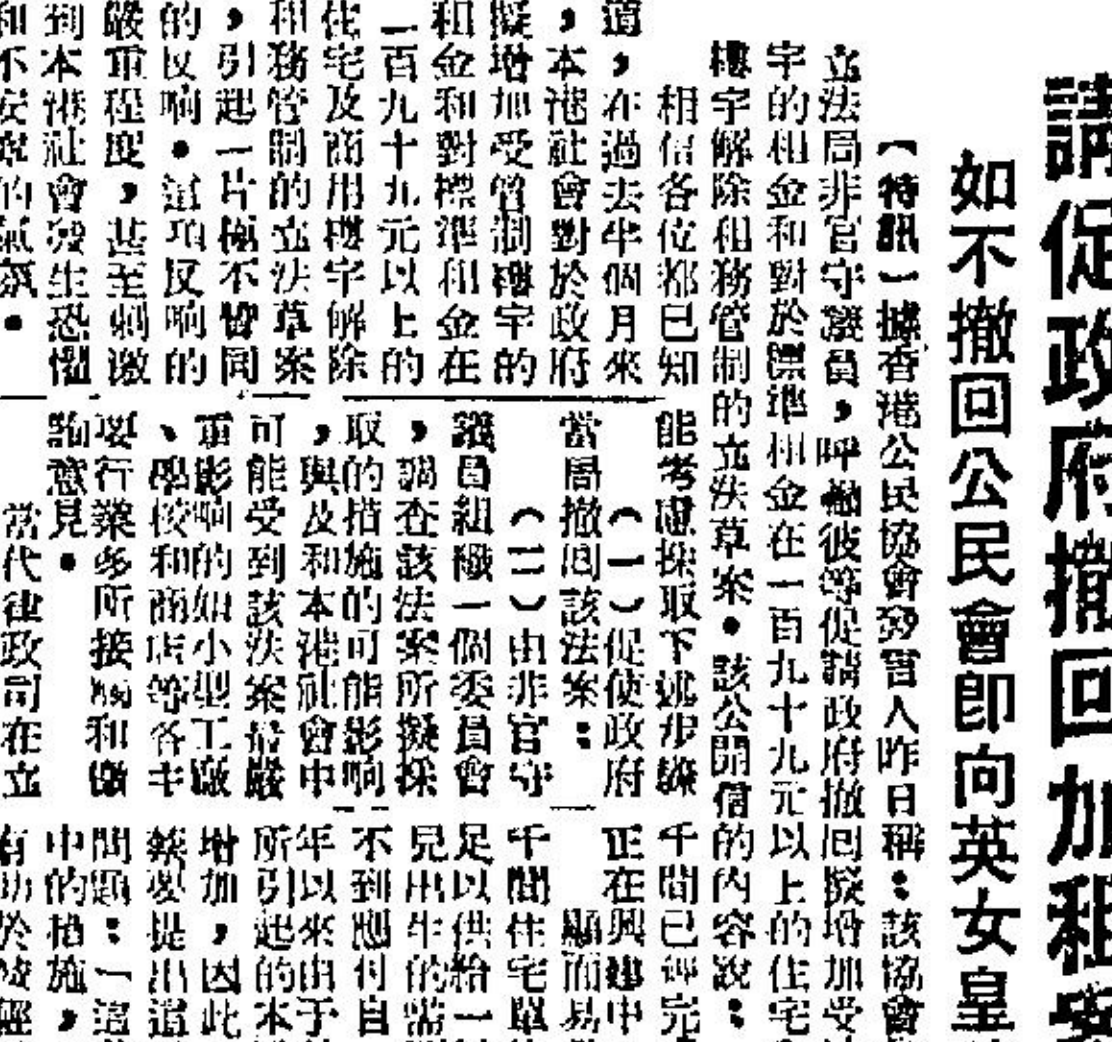 請促政府撤回加租案
如不撤回公民會即向英女皇
(特訊)據香港公民協會發言人昨日稱：該協會
立法局非官守議員，呼籲彼等促請政府撤回擬增加受
宇的租金和對於標準租金在一百九十九元以上的住宅
樓宇解除租務管制的立法草案。該公開信的內容說：
相信各位都已知
道，在過去半個月來
，本港社會對於政府
擬增加受管制樓宇的
租金和對標準租金在
一百九十九元以上的
住宅及商用樓宇解除
租務管制的立法草案
，引起一片極不贊同
的反响。這項反响的
嚴重程度，甚至刺激
到本港社會發生恐懼
和不安寧的氣氛。
能考慮採取下述步驟
：
(一)促使政府
當局撤回該法案：
(二)由非官守
議員組織一個委員會
，調查該法案所擬採
取的措施的可能影响
，與及和本港社會中
可能受到該法案最嚴
重影响的如小型工廠
、學校和商店等各主
要行業多所接觸和徵
詢意見。
當代律政司在立
千間已評完
正在興建中
顯而易
千間住宅單
足以供給一
見出生的需
不到應付自
年以來由于
所引起的本
增加，因此
築要提出這
問題：一這
中的措施，
有助於減輕